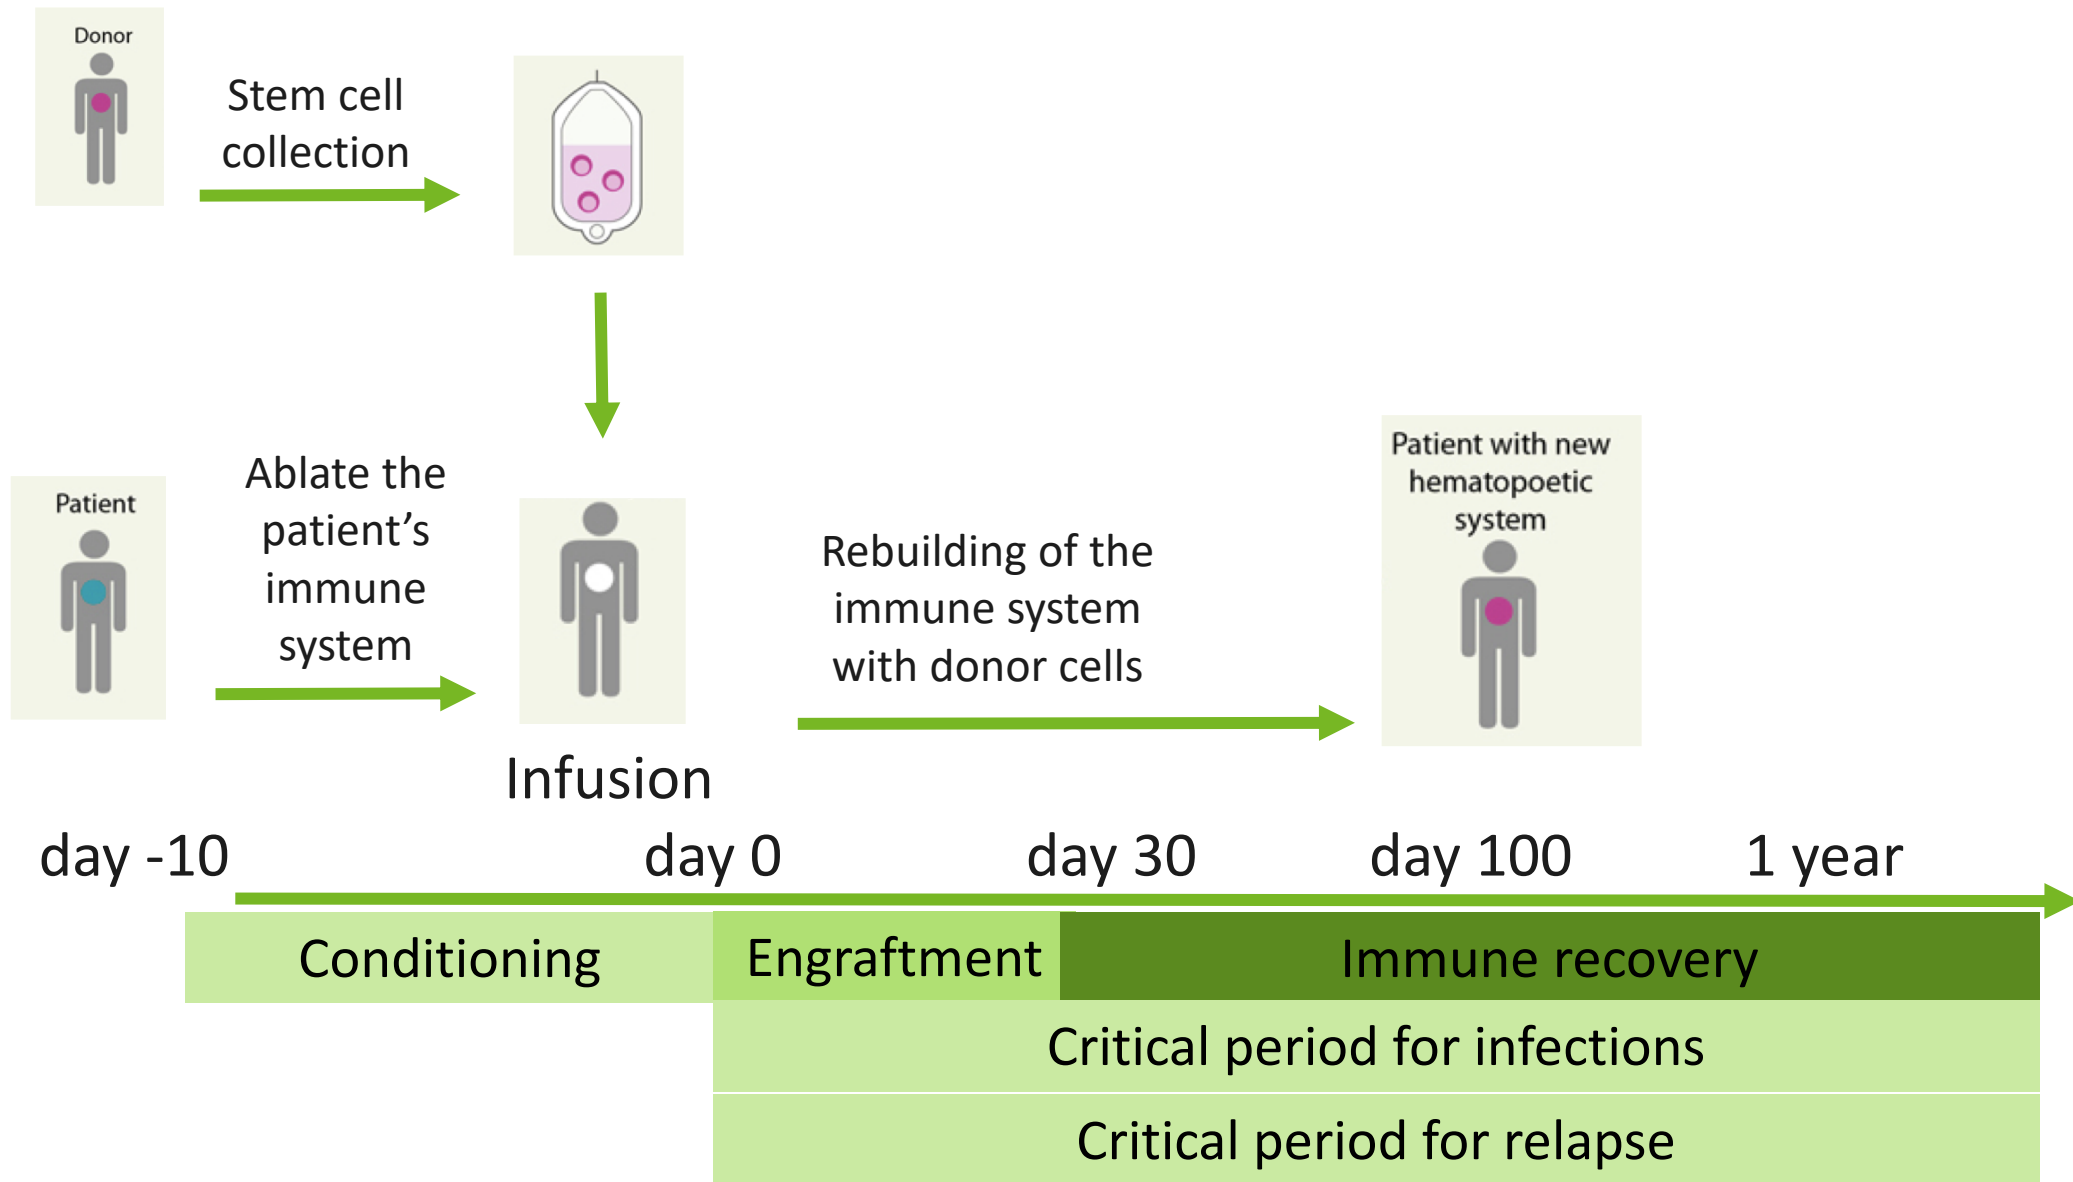 Donor
Stem cell
collection
Patient
Ablate the
patient’s
immune
system
Infusion
Rebuilding of the
immune system
with donor cells
Patient with new
hematopoetic
system
day -10
day 0
day 30
day 100
1 year
Conditioning
Engraftment
Immune recovery
Critical period for infections
Critical period for relapse